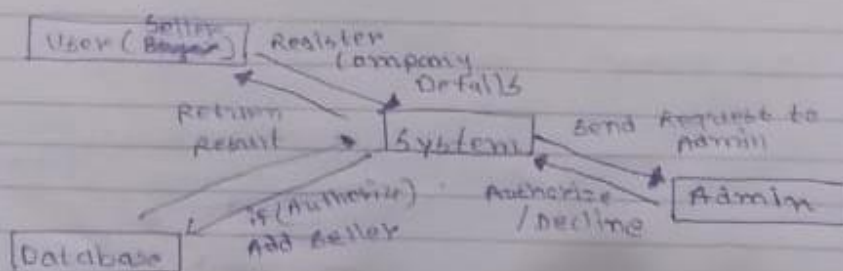 Seller
User (Buyer)
Register
Company
Details
Return
Result
System
Send Request to
Admin
Authorize
/Decline
Admin
if (Authorize)
Add Seller
Database